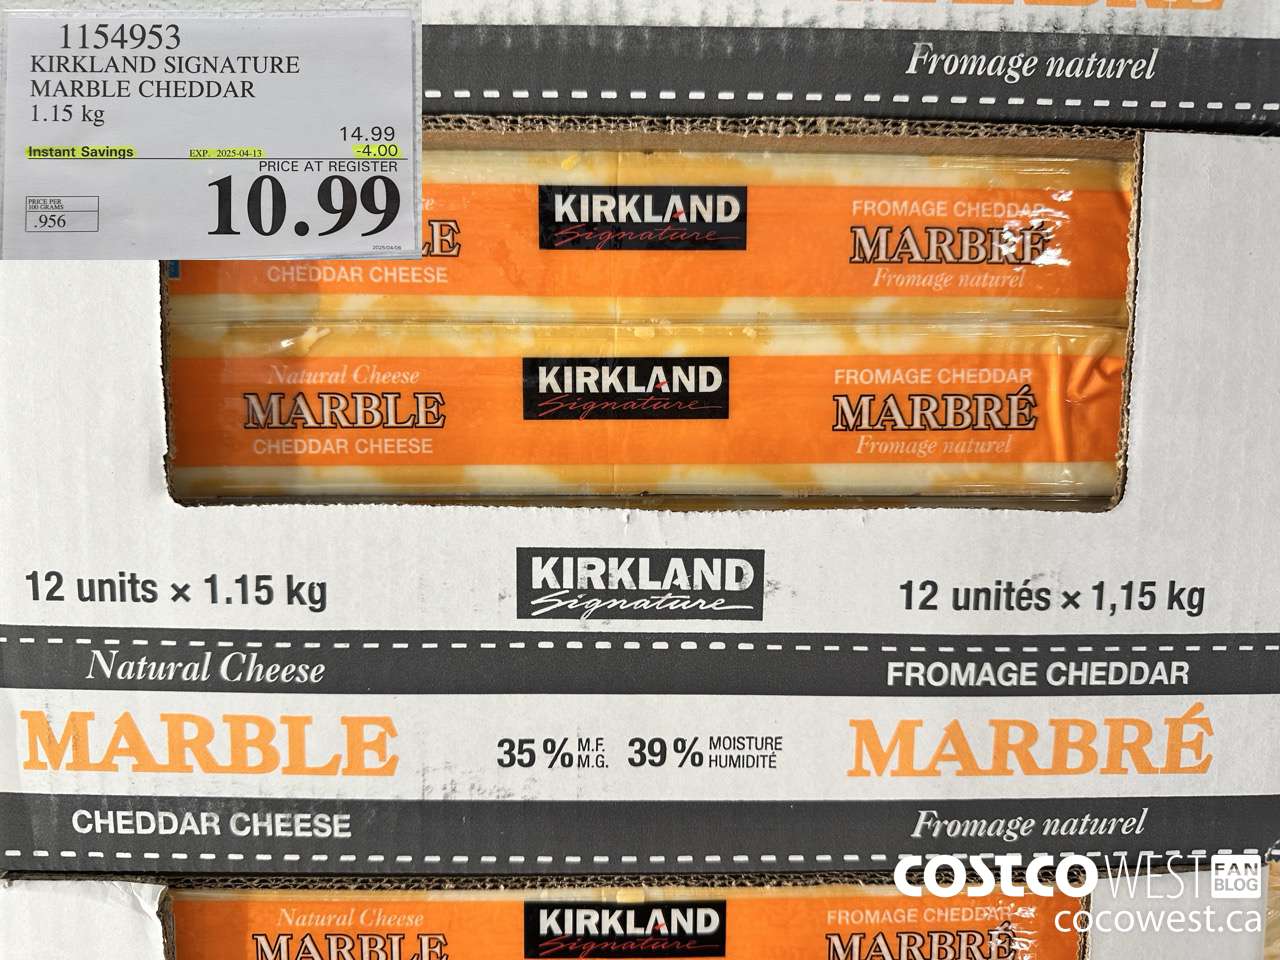 1154953
KIRKLAND SIGNATURE
MARBLE CHEDDAR
1.15 kg
14.99
Instant Savings EXP. 2025-04-13 -4.00
PRICE AT REGISTER
10.99
PRICE PER
100 GRAMS
.956
2025/04/06
MARBRÉ
Fromage naturel
KIRKLAND
Signature
LE
CHEDDAR CHEESE
FROMAGE CHEDDAR
MARBRÉ
Fromage naturel
Natural Cheese
MARBLE
CHEDDAR CHEESE
KIRKLAND
Signature
FROMAGE CHEDDAR
MARBRÉ
Fromage naturel
12 units × 1.15 kg
KIRKLAND
Signature
12 unités × 1,15 kg
Natural Cheese
FROMAGE CHEDDAR
MARBLE
35 % M.F.
M.G.
39 % MOISTURE
HUMIDITÉ
MARBRÉ
CHEDDAR CHEESE
Fromage naturel
COSTCO WEST FAN
BLOG
cocowest.ca
Natural Cheese
MARBLE
KIRKLAND
Signature
FROMAGE CHEDDAR
MARBRÉ